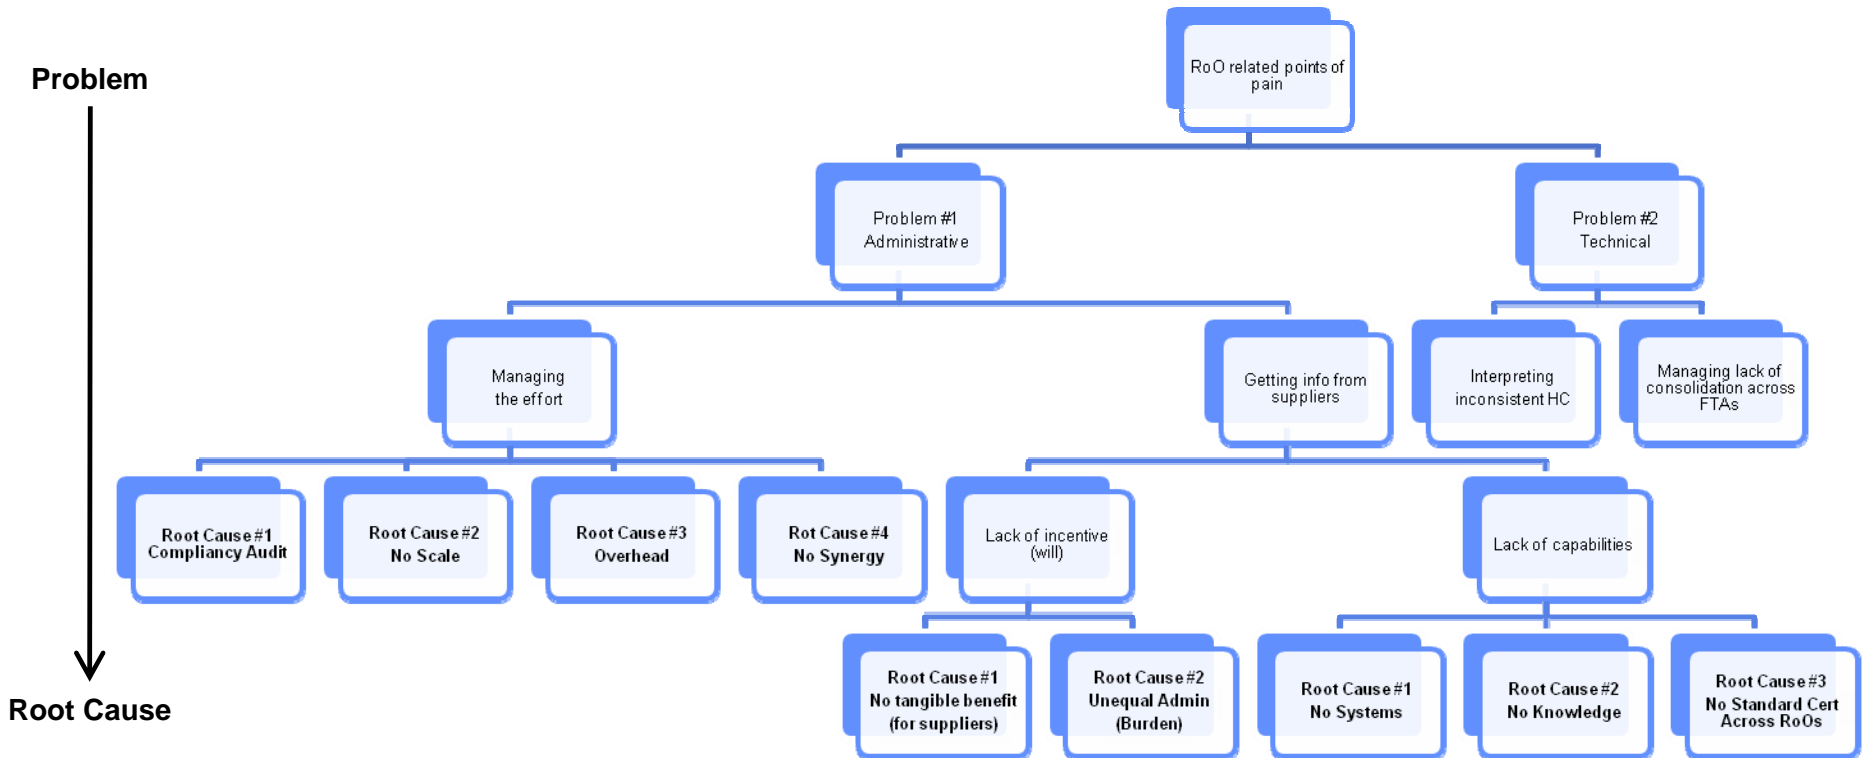 Problem
RoO related points of
pain
Problem #1
Administrative
Problem #2
Technical
Managing
the effort
Getting info from
suppliers
Interpreting
inconsistent HC
Managing lack of
consolidation across
FTAs
Root Cause #1
Compliancy Audit
Root Cause #2
No Scale
Root Cause #3
Overhead
Rot Cause #4
No Synergy
Lack of incentive
(will)
Lack of capabilities
Root Cause #1
No tangible benefit
(for suppliers)
Root Cause #2
Unequal Admin
(Burden)
Root Cause #1
No Systems
Root Cause #2
No Knowledge
Root Cause #3
No Standard Cert
Across RoOs
Root Cause